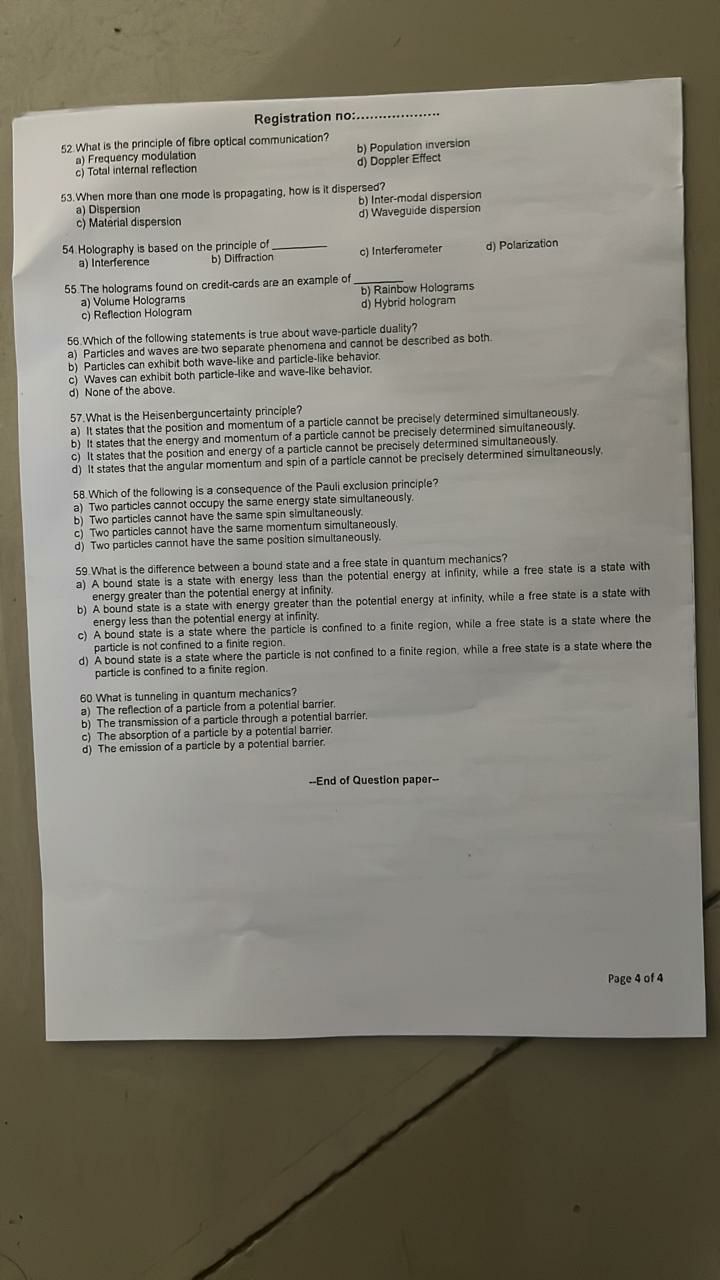 Registration no:...................
52.What is the principle of fibre optical communication?
a) Frequency modulation b) Population inversion
c) Total internal reflection d) Doppler Effect
53.When more than one mode is propagating, how is it dispersed?
a) Dispersion b) Inter-modal dispersion
c) Material dispersion d) Waveguide dispersion
54.Holography is based on the principle of __________
a) Interference b) Diffraction c) Interferometer d) Polarization
55.The holograms found on credit-cards are an example of _________
a) Volume Holograms b) Rainbow Holograms
c) Reflection Hologram d) Hybrid hologram
56.Which of the following statements is true about wave-particle duality?
a) Particles and waves are two separate phenomena and cannot be described as both.
b) Particles can exhibit both wave-like and particle-like behavior.
c) Waves can exhibit both particle-like and wave-like behavior.
d) None of the above.
57.What is the Heisenberguncertainty principle?
a) It states that the position and momentum of a particle cannot be precisely determined simultaneously.
b) It states that the energy and momentum of a particle cannot be precisely determined simultaneously.
c) It states that the position and energy of a particle cannot be precisely determined simultaneously.
d) It states that the angular momentum and spin of a particle cannot be precisely determined simultaneously.
58.Which of the following is a consequence of the Pauli exclusion principle?
a) Two particles cannot occupy the same energy state simultaneously.
b) Two particles cannot have the same spin simultaneously.
c) Two particles cannot have the same momentum simultaneously.
d) Two particles cannot have the same position simultaneously.
59.What is the difference between a bound state and a free state in quantum mechanics?
a) A bound state is a state with energy less than the potential energy at infinity, while a free state is a state with
energy greater than the potential energy at infinity.
b) A bound state is a state with energy greater than the potential energy at infinity, while a free state is a state with
energy less than the potential energy at infinity.
c) A bound state is a state where the particle is confined to a finite region, while a free state is a state where the
particle is not confined to a finite region.
d) A bound state is a state where the particle is not confined to a finite region, while a free state is a state where the
particle is confined to a finite region.
60 What is tunneling in quantum mechanics?
a) The reflection of a particle from a potential barrier.
b) The transmission of a particle through a potential barrier.
c) The absorption of a particle by a potential barrier.
d) The emission of a particle by a potential barrier.
--End of Question paper--
Page 4 of 4